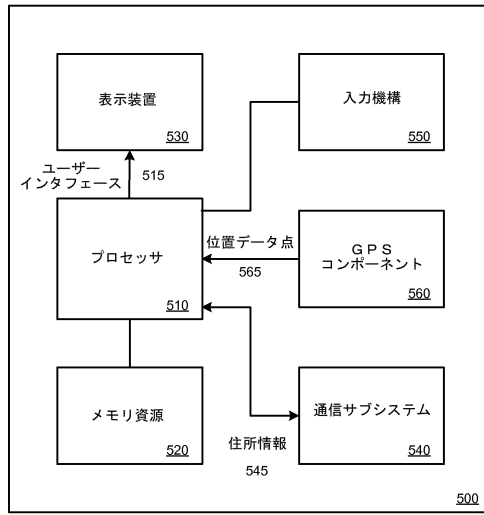 表示装置
530
入力機構
550
ユーザー
インタフェース
515
プロセッサ
510
位置データ点
565
GPS
コンポーネント
560
メモリ資源
520
住所情報
545
通信サブシステム
540
500